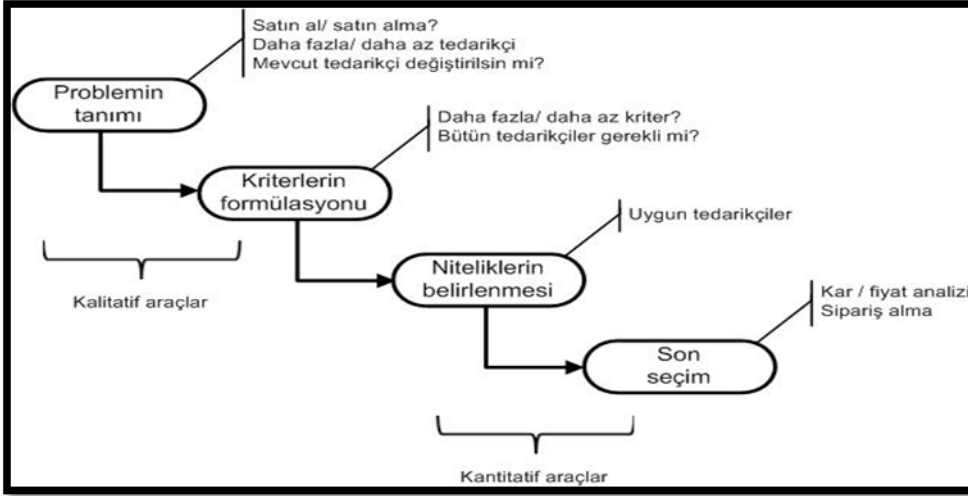 Satın al/ satın alma?
Daha fazla/ daha az tedarikçi
Mevcut tedarikçi değiştirilsin mi?
Problemin
tanımı
Daha fazla/ daha az kriter?
Bütün tedarikçiler gerekli mi?
Kriterlerin
formülasyonu
Uygun tedarikçiler
Niteliklerin
belirlenmesi
Kalitatif araçlar
Kar / fiyat analizi
Sipariş alma
Son
seçim
Kantitatif araçlar